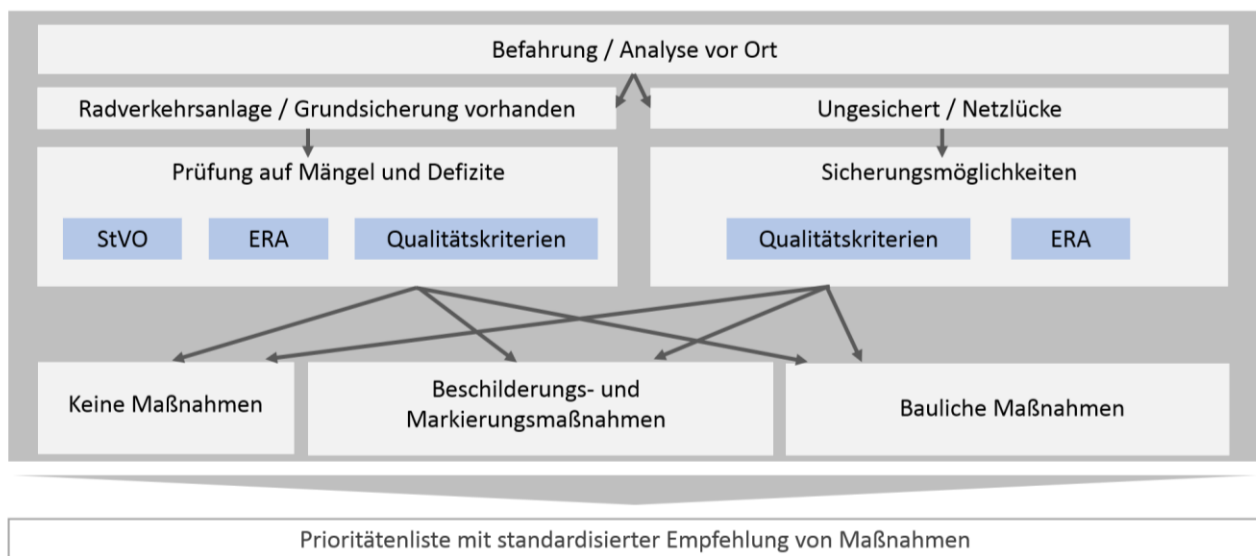 Befahrung / Analyse vor Ort
Radverkehrsanlage / Grundsicherung vorhanden
Ungesichert / Netzlücke
Prüfung auf Mängel und Defizite
Sicherungsmöglichkeiten
StVO
ERA
Qualitätskriterien
Qualitätskriterien
ERA
Keine Maßnahmen
Beschilderungs- und
Markierungsmaßnahmen
Bauliche Maßnahmen
Prioritätenliste mit standardisierter Empfehlung von Maßnahmen